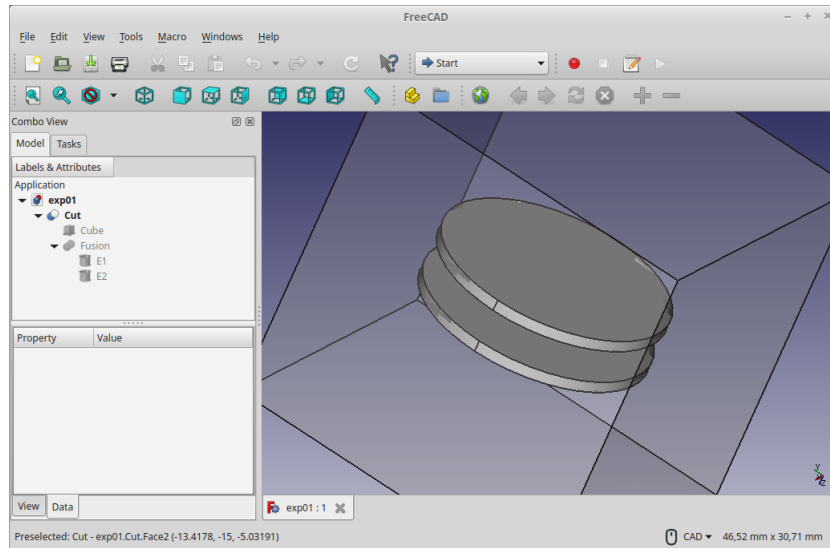 FreeCAD
File Edit View Tools Macro Windows Help
Start
Combo View
Model Tasks
Labels & Attributes
Application
exp01
Cut
Cube
Fusion
E1
E2
Property Value
View Data
exp01 : 1
Y
Z
Preselected: Cut - exp01.Cut.Face2 (-13.4178, -15, -5.03191)
CAD 46,52 mm x 30,71 mm